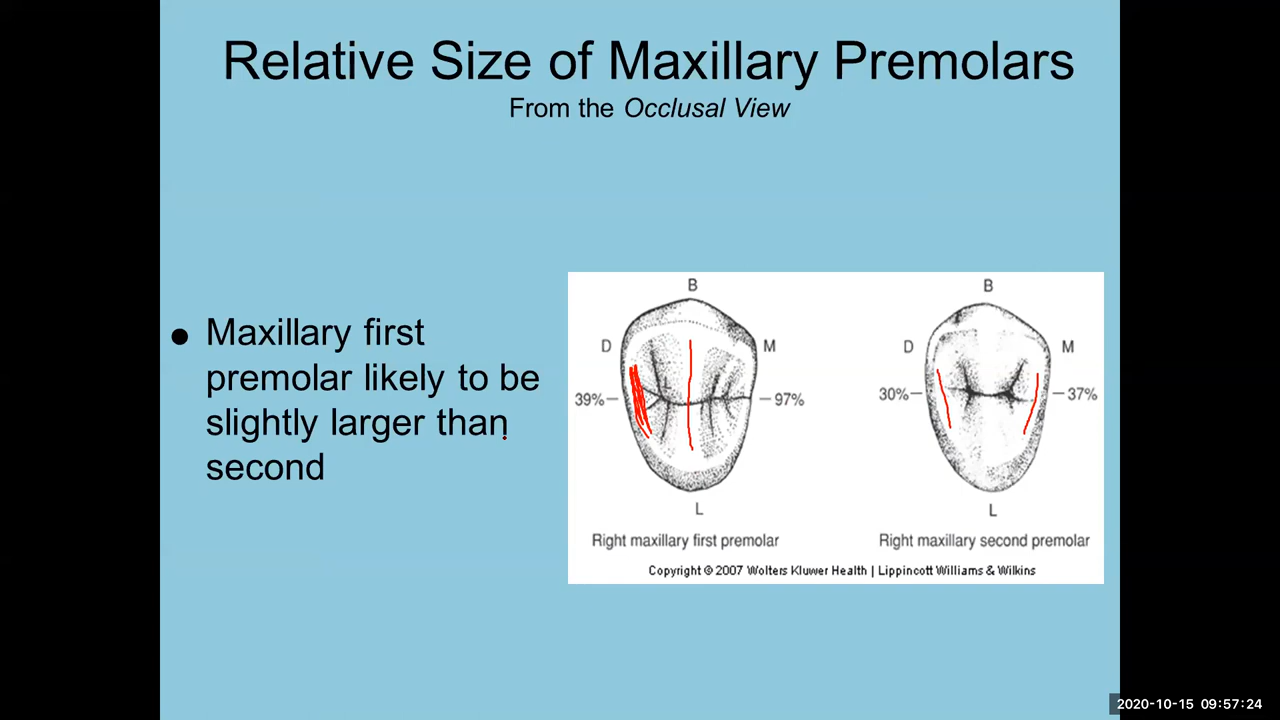 Relative Size of Maxillary Premolars
From the Occlusal View
● Maxillary first
premolar likely to be
slightly larger than
second
B
B
D
M
D
M
39%
97%
30%
37%
L
L
Right maxillary first premolar
Right maxillary second premolar
Copyright © 2007 Wolters Kluwer Health | Lippincott Williams & Wilkins
2020-10-15 09:57:24